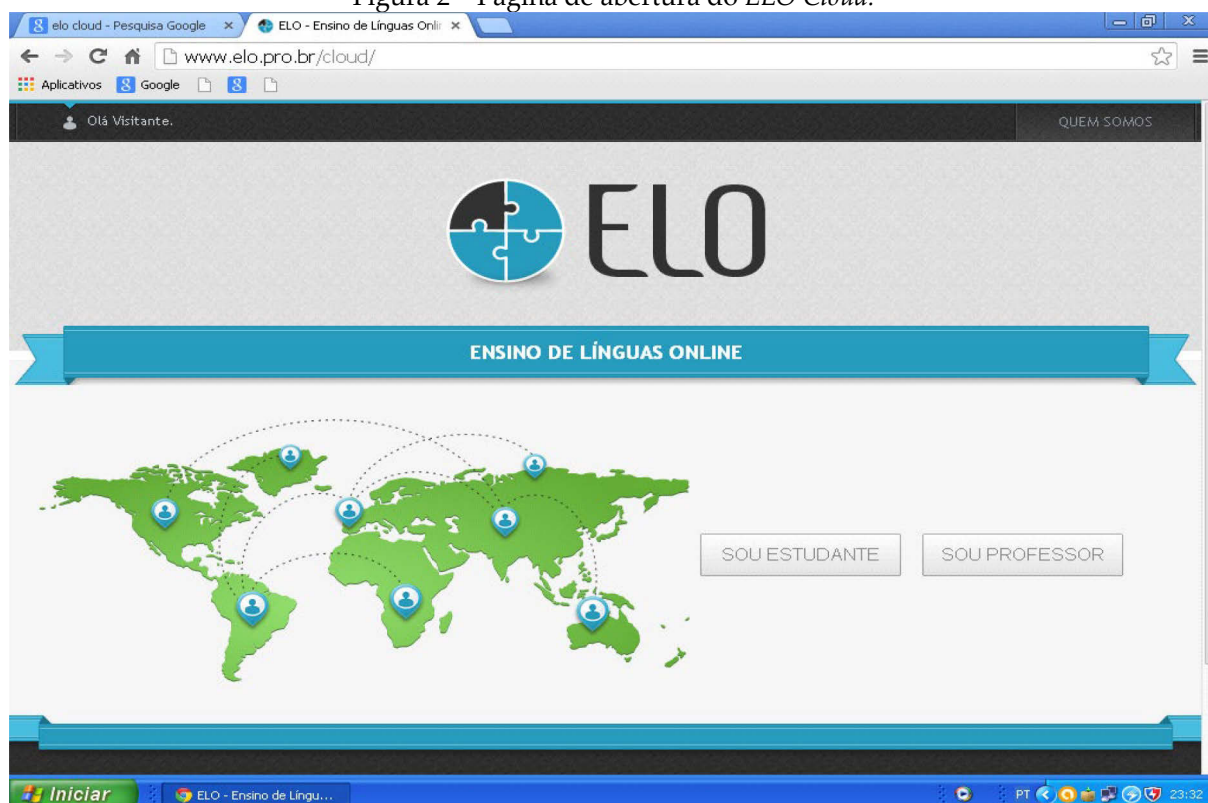 Figura 2 - Página de abertura do ELO Cloud.
elo cloud - Pesquisa Google
ELO - Ensino de Línguas Onli
www.elo.pro.br/cloud/
Aplicativos
Google
Olá Visitante.
QUEM SOMOS
ELO
ENSINO DE LÍNGUAS ONLINE
SOU ESTUDANTE
SOU PROFESSOR
Iniciar
ELO - Ensino de Língu...
PT
23:32